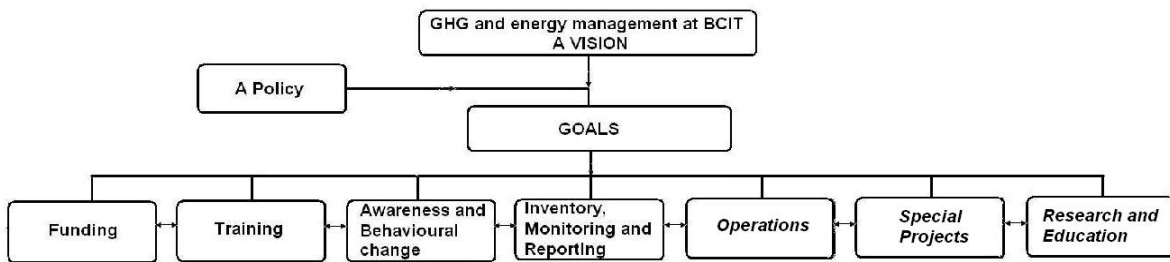 GHG and energy management at BCIT
A VISION
A Policy
GOALS
Funding
Training
Awareness and
Behavioural
change
Inventory,
Monitoring and
Reporting
Operations
Special
Projects
Research and
Education